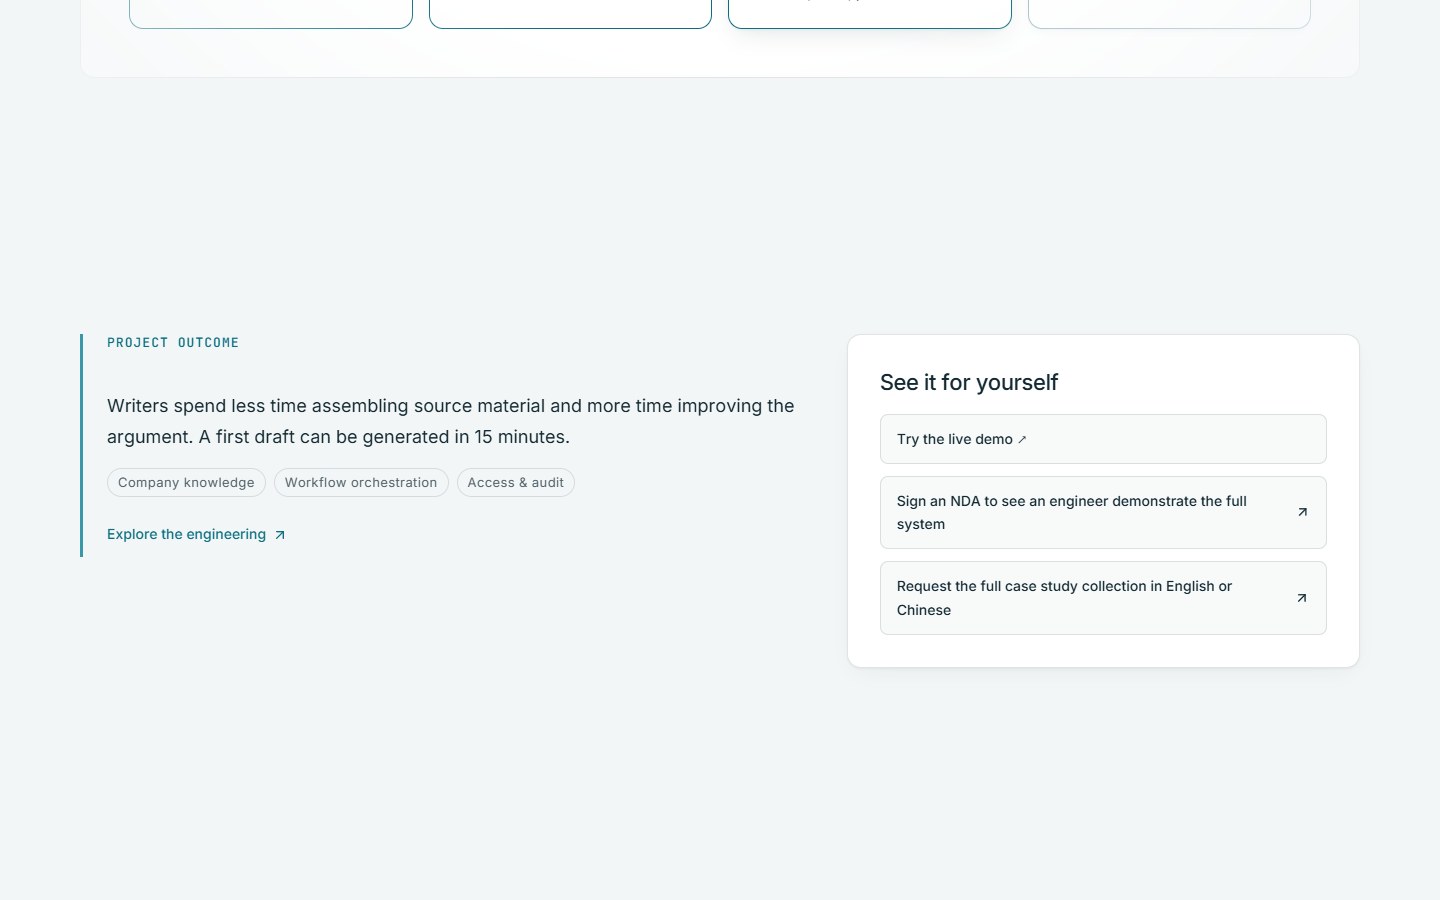 PROJECT OUTCOME
Writers spend less time assembling source material and more time improving the
argument. A first draft can be generated in 15 minutes.
Company knowledge
Workflow orchestration
Access & audit
Explore the engineering ↗
See it for yourself
Try the live demo ↗
Sign an NDA to see an engineer demonstrate the full
system ↗
Request the full case study collection in English or
Chinese ↗